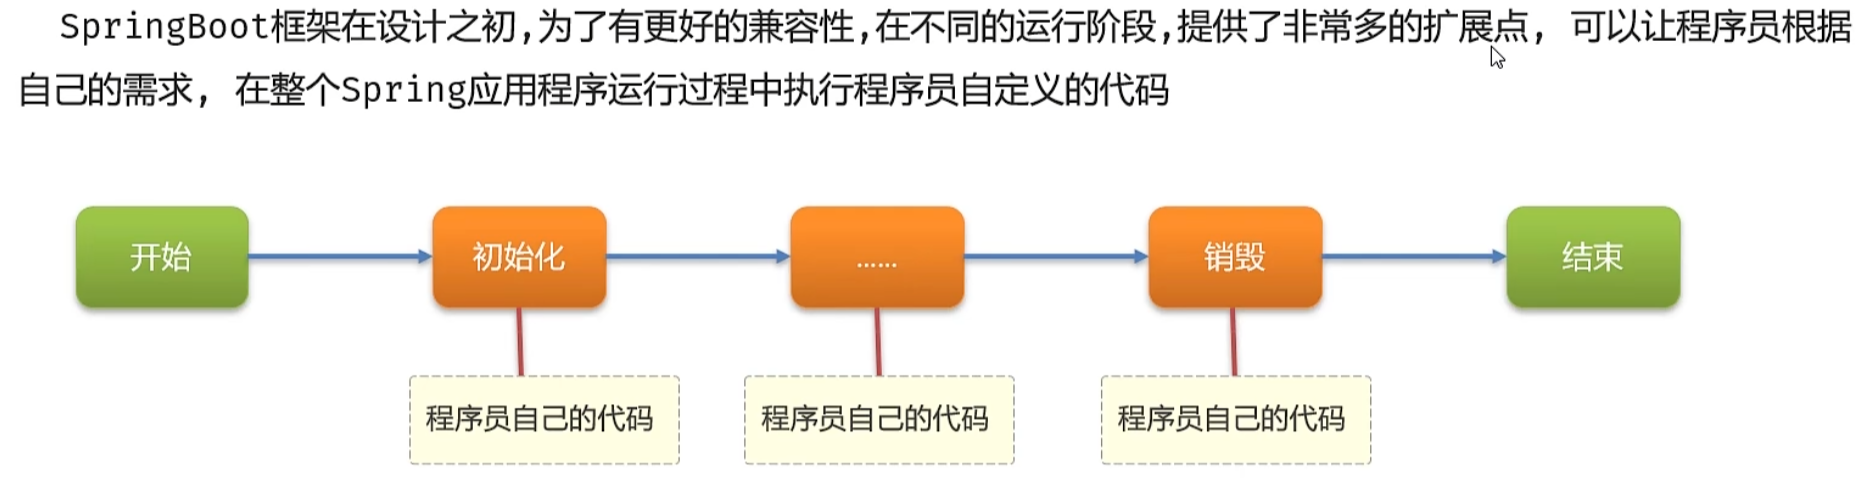 SpringBoot框架在设计之初,为了有更好的兼容性,在不同的运行阶段,提供了非常多的扩展点, 可以让程序员根据
自己的需求, 在整个Spring应用程序运行过程中执行程序员自定义的代码
开始
初始化
......
销毁
结束
程序员自己的代码
程序员自己的代码
程序员自己的代码